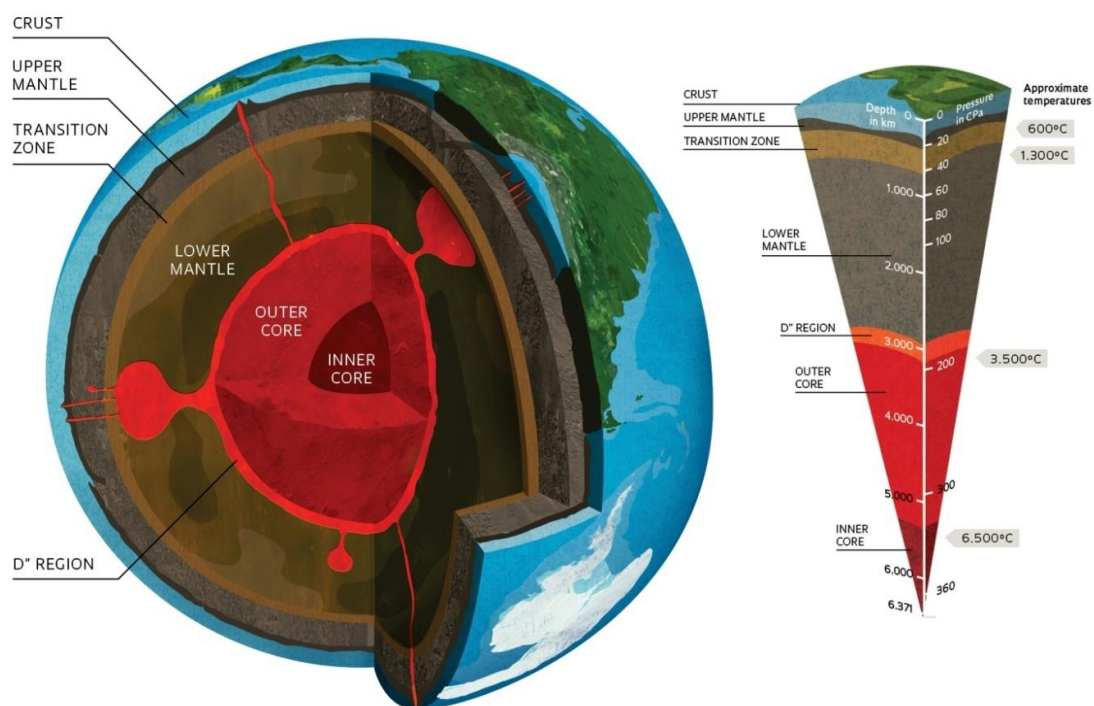 CRUST
UPPER
MANTLE
TRANSITION
ZONE
LOWER
MANTLE
OUTER
CORE
INNER
CORE
D” REGION
CRUST
UPPER MANTLE
TRANSITION ZONE
LOWER
MANTLE
D” REGION
OUTER
CORE
INNER
CORE
Depth
in km
0
1.000
2.000
3.000
4.000
5.000
6.000
6.371
Pressure
in CPa
0
20
40
60
80
100
200
300
360
Approximate
temperatures
600ºC
1.300ºC
3.500ºC
6.500ºC